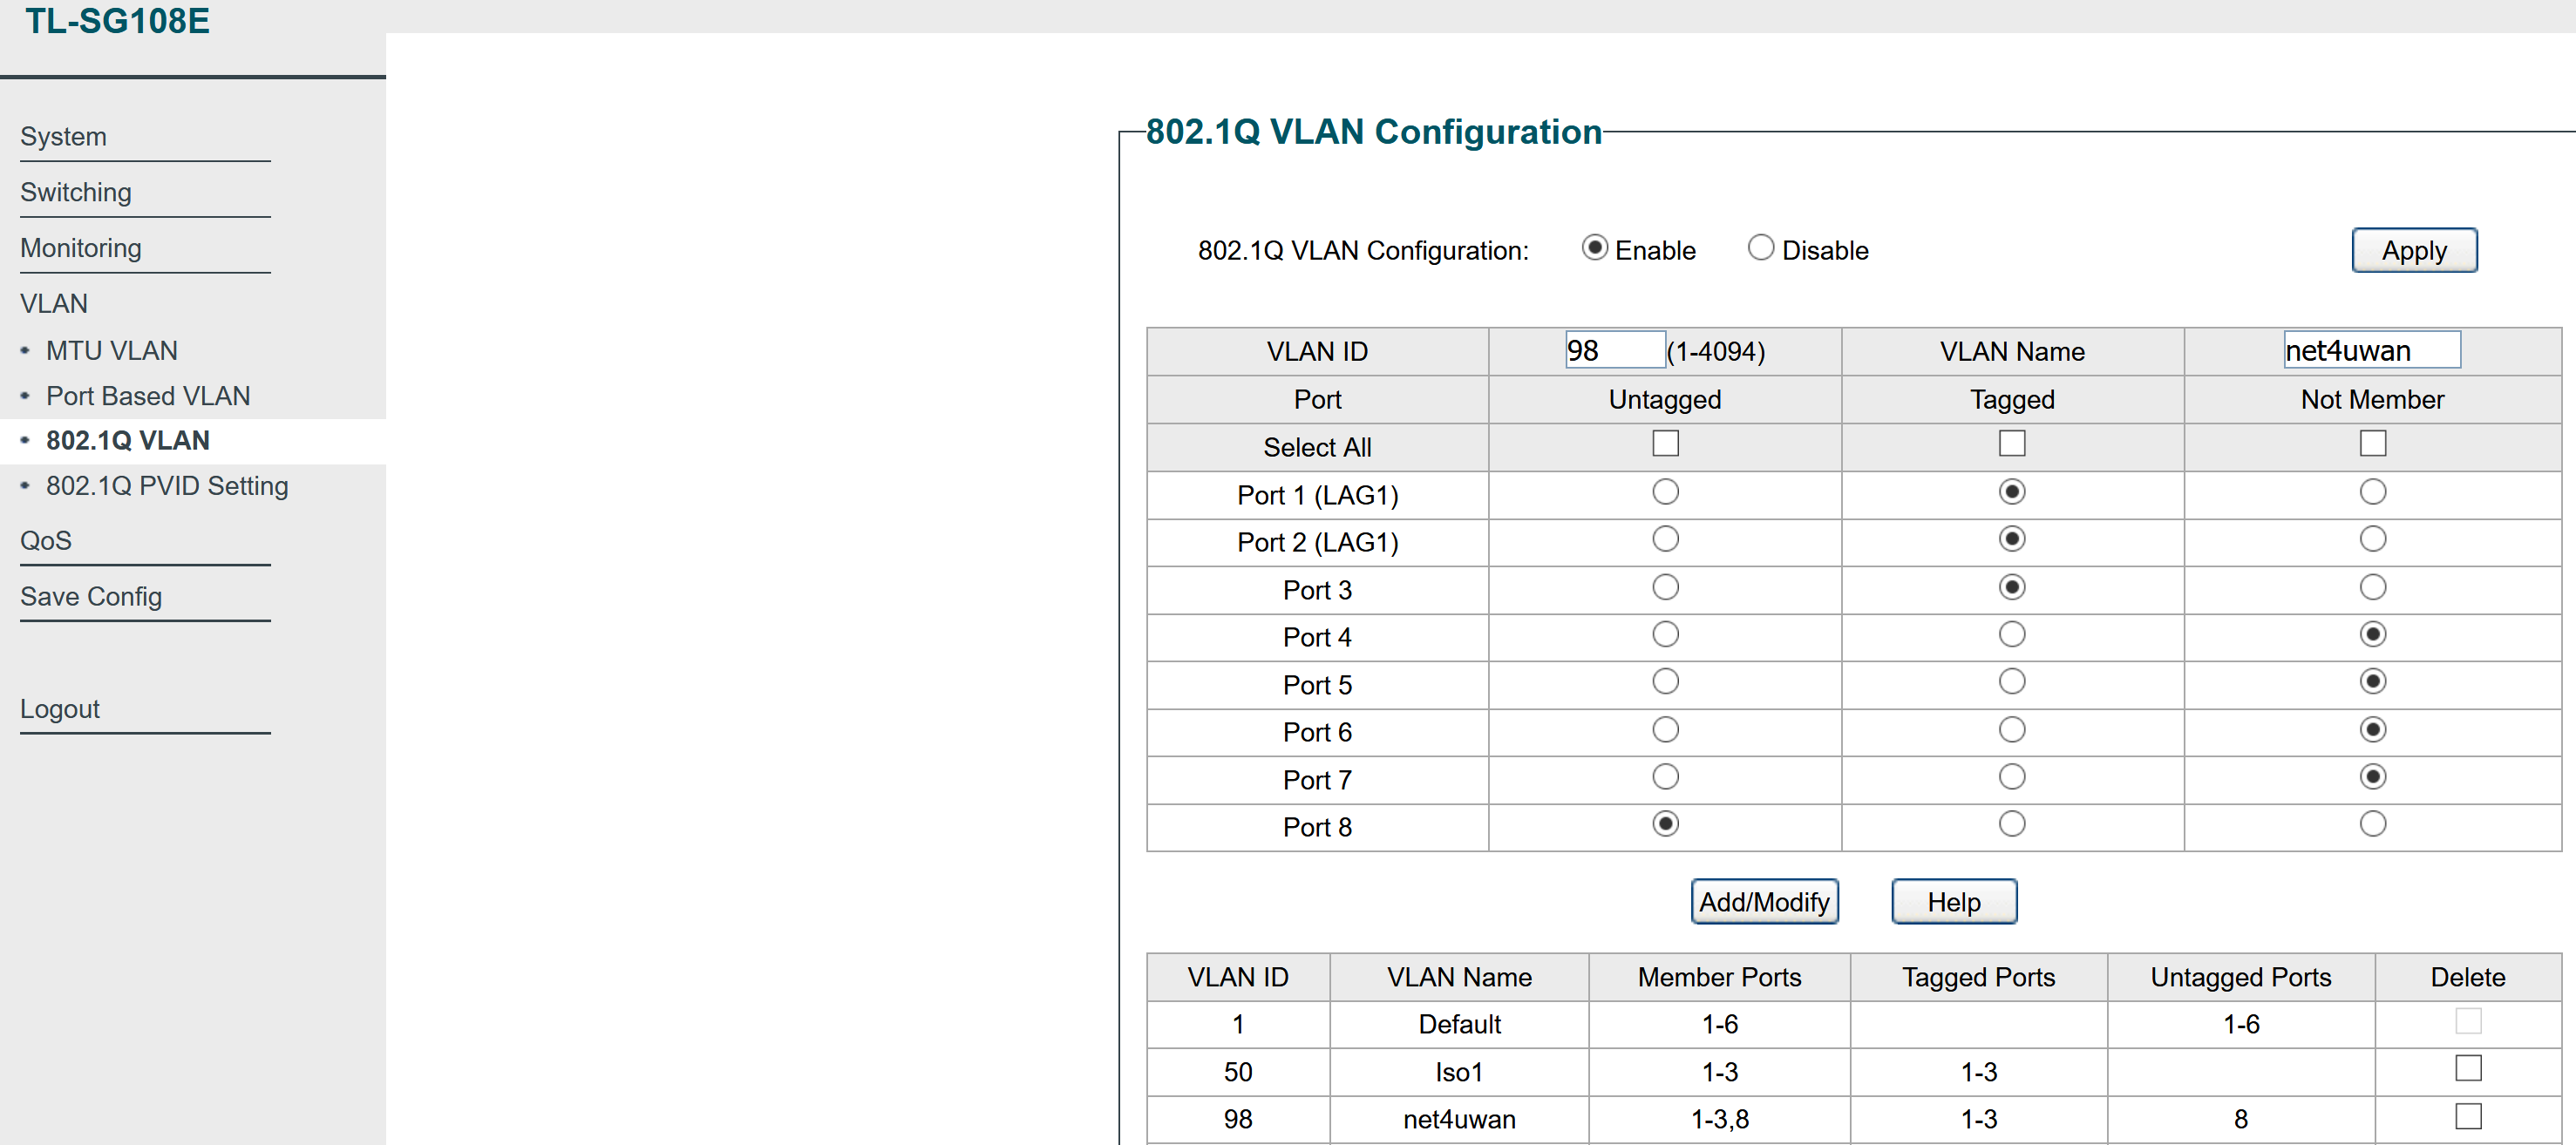 TL-SG108E
System
Switching
Monitoring
VLAN
MTU VLAN
Port Based VLAN
802.1Q VLAN
802.1Q PVID Setting
QoS
Save Config
Logout
802.1Q VLAN Configuration
802.1Q VLAN Configuration: Enable Disable Apply
VLAN ID 98 (1-4094) VLAN Name net4uwan
Port Untagged Tagged Not Member
Select All
Port 1 (LAG1)
Port 2 (LAG1)
Port 3
Port 4
Port 5
Port 6
Port 7
Port 8
Add/Modify Help
VLAN ID VLAN Name Member Ports Tagged Ports Untagged Ports Delete
1 Default 1-6 1-6
50 Iso1 1-3 1-3
98 net4uwan 1-3,8 1-3 8